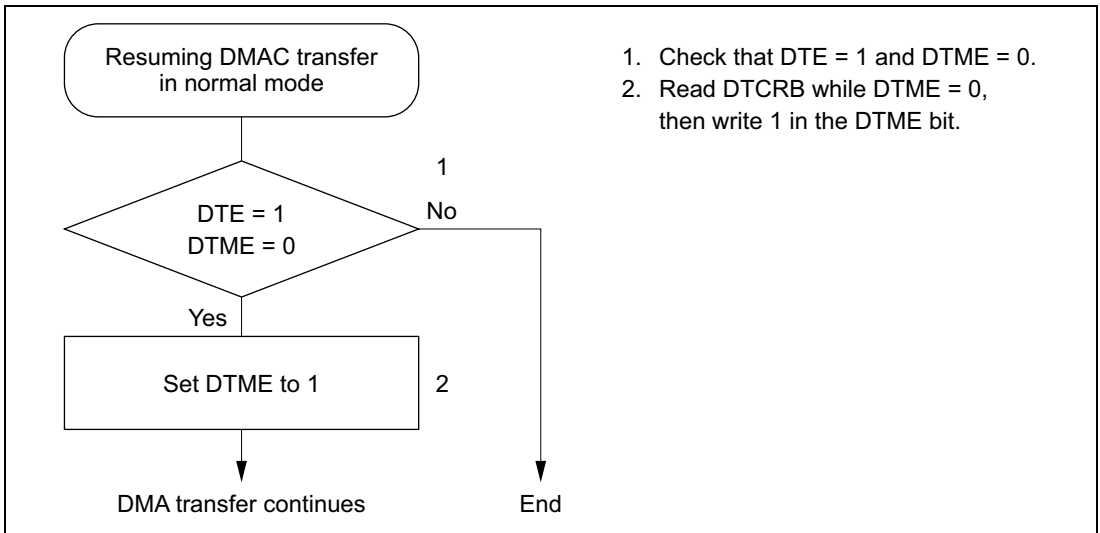 Resuming DMAC transfer
in normal mode
1. Check that DTE = 1 and DTME = 0.
2. Read DTCRB while DTME = 0,
then write 1 in the DTME bit.
1
DTE = 1
DTME = 0
No
Yes
Set DTME to 1
2
DMA transfer continues
End